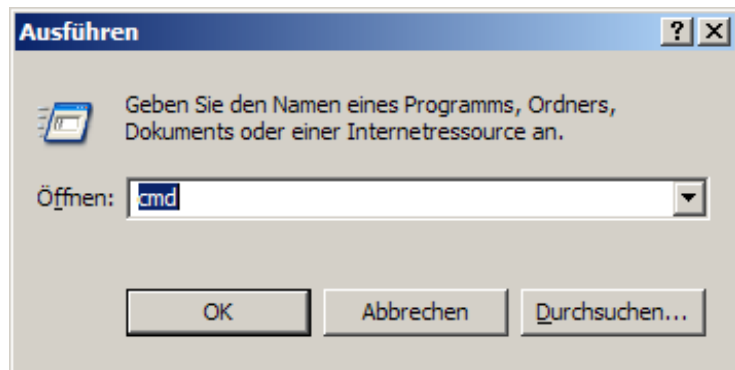 Ausführen
Geben Sie den Namen eines Programms, Ordners,
Dokuments oder einer Internetressource an.
Öffnen: cmd
OK Abbrechen Durchsuchen...